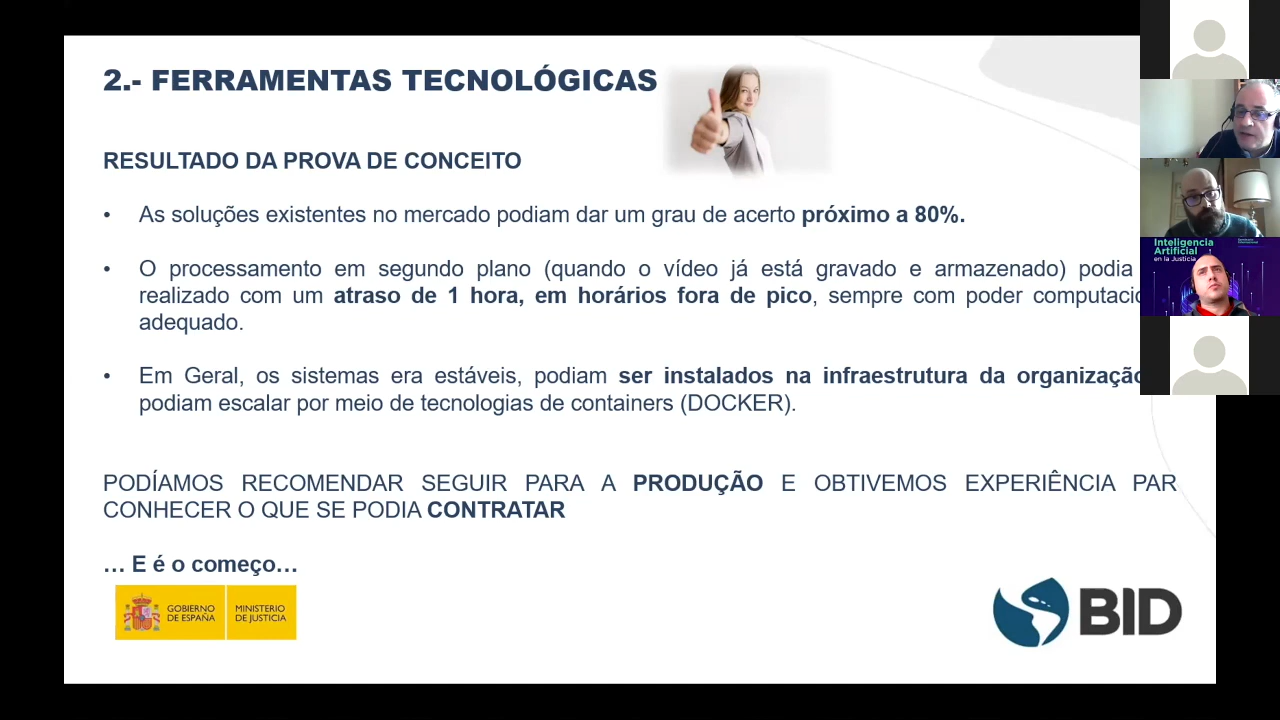 2.- FERRAMENTAS TECNOLÓGICAS
RESULTADO DA PROVA DE CONCEITO
• As soluções existentes no mercado podiam dar um grau de acerto próximo a 80%.
• O processamento em segundo plano (quando o vídeo já está gravado e armazenado) podia
realizado com um atraso de 1 hora, em horários fora de pico, sempre com poder computaci
adequado.
• Em Geral, os sistemas era estáveis, podiam ser instalados na infraestrutura da organização
podiam escalar por meio de tecnologias de containers (DOCKER).
PODÍAMOS RECOMENDAR SEGUIR PARA A PRODUÇÃO E OBTIVEMOS EXPERIÊNCIA PAR
CONHECER O QUE SE PODIA CONTRATAR
… E é o começo…
GOBIERNO
DE ESPAÑA
MINISTERIO
DE JUSTICIA
BID
Inteligencia
Artificial
en la Justicia